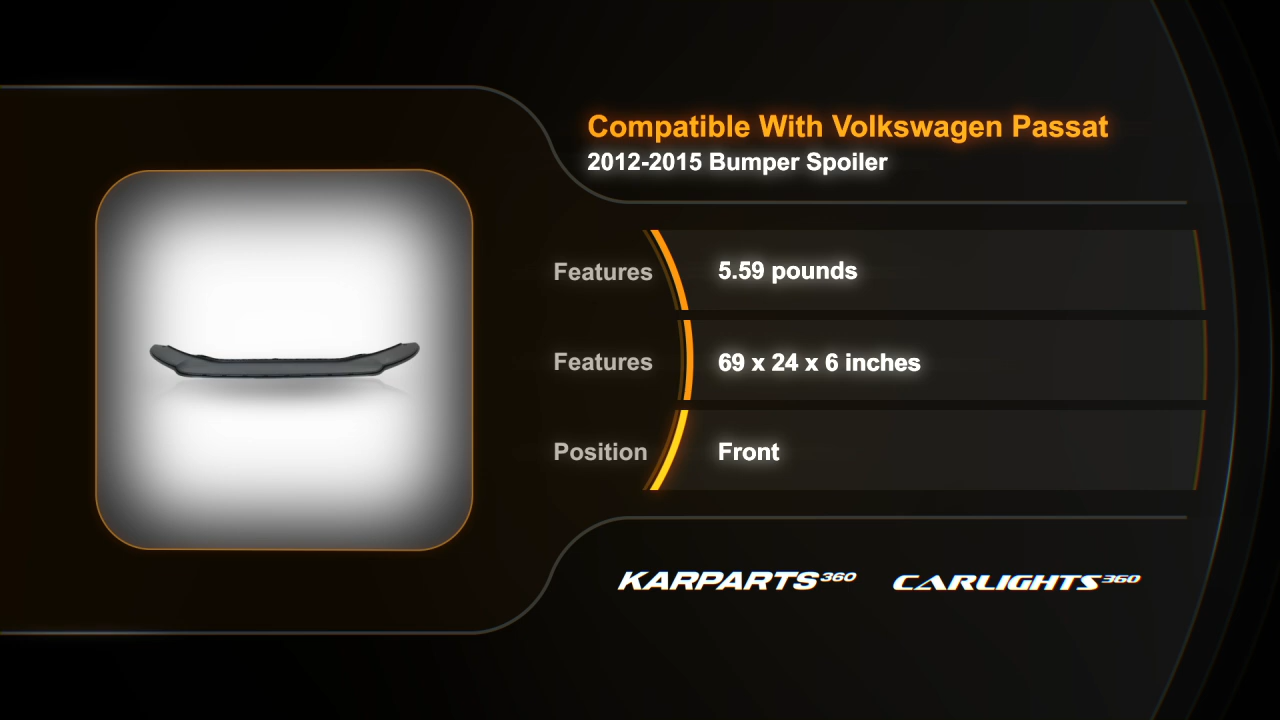 Compatible With Volkswagen Passat
2012-2015 Bumper Spoiler
Features 5.59 pounds
Features 69 x 24 x 6 inches
Position Front
KARPARTS360 CARLIGHTS360